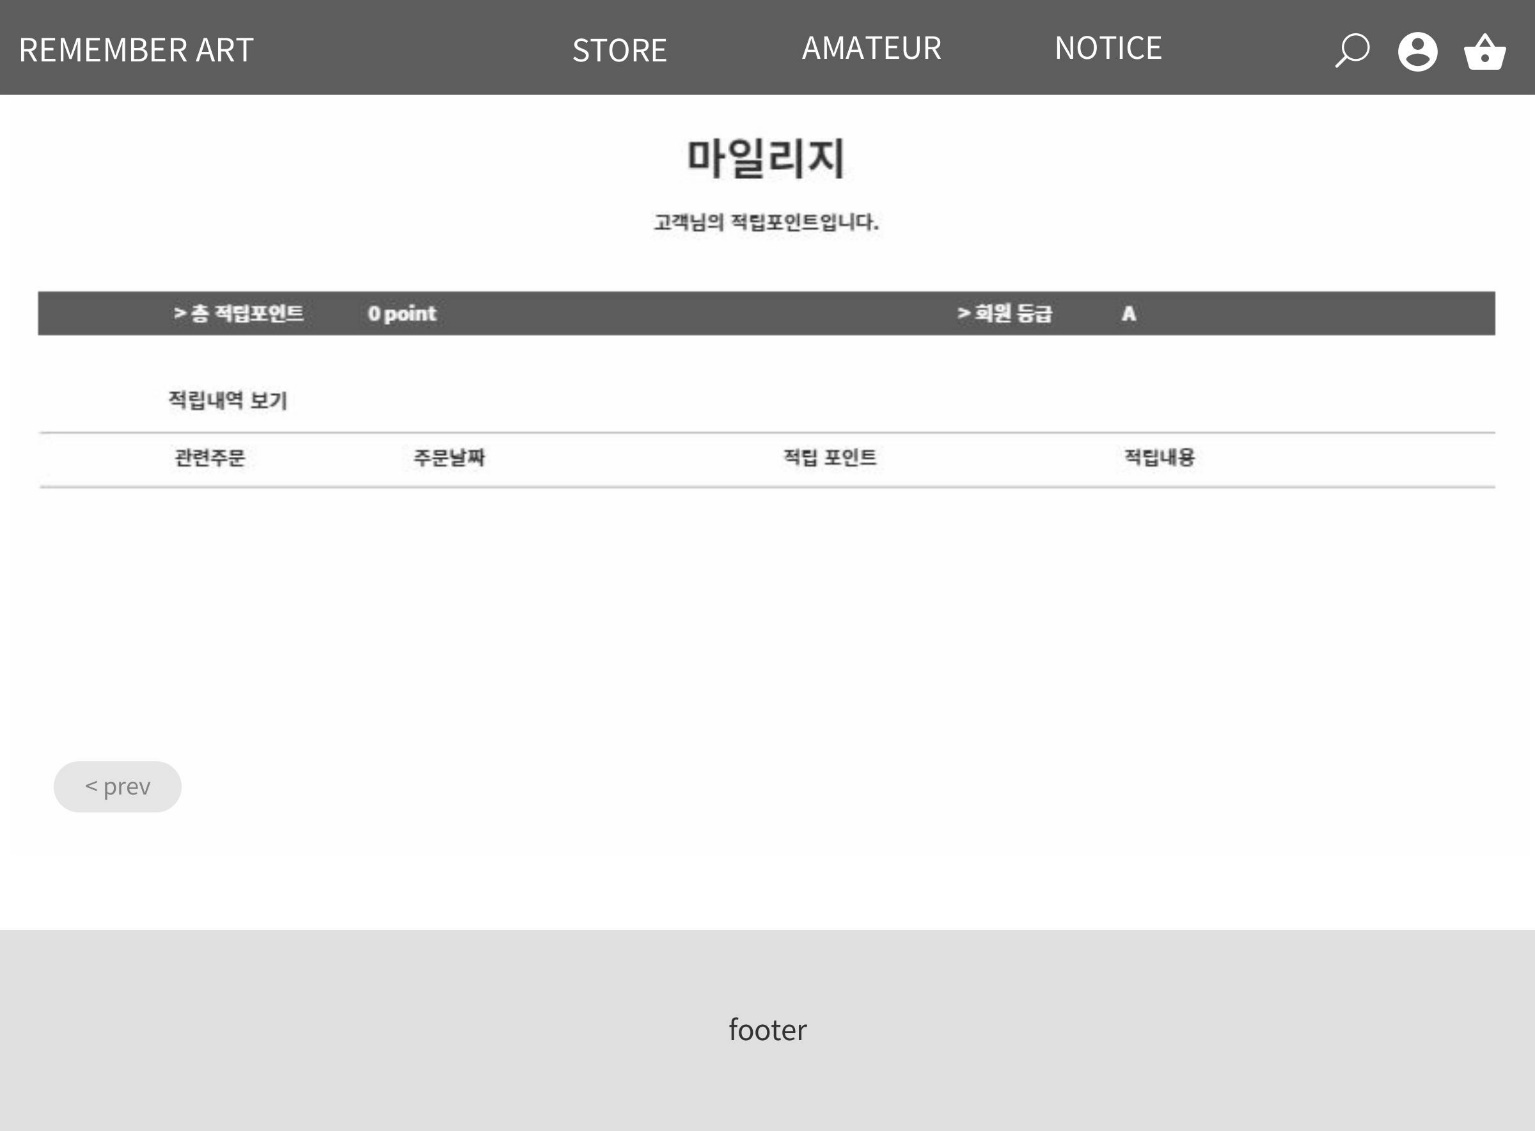 REMEMBER ART STORE AMATEUR NOTICE
마일리지
고객님의 적립포인트입니다.
> 총 적립포인트 0 point > 회원 등급 A
적립내역 보기
관련주문 주문날짜 적립 포인트 적립내용
< prev
footer